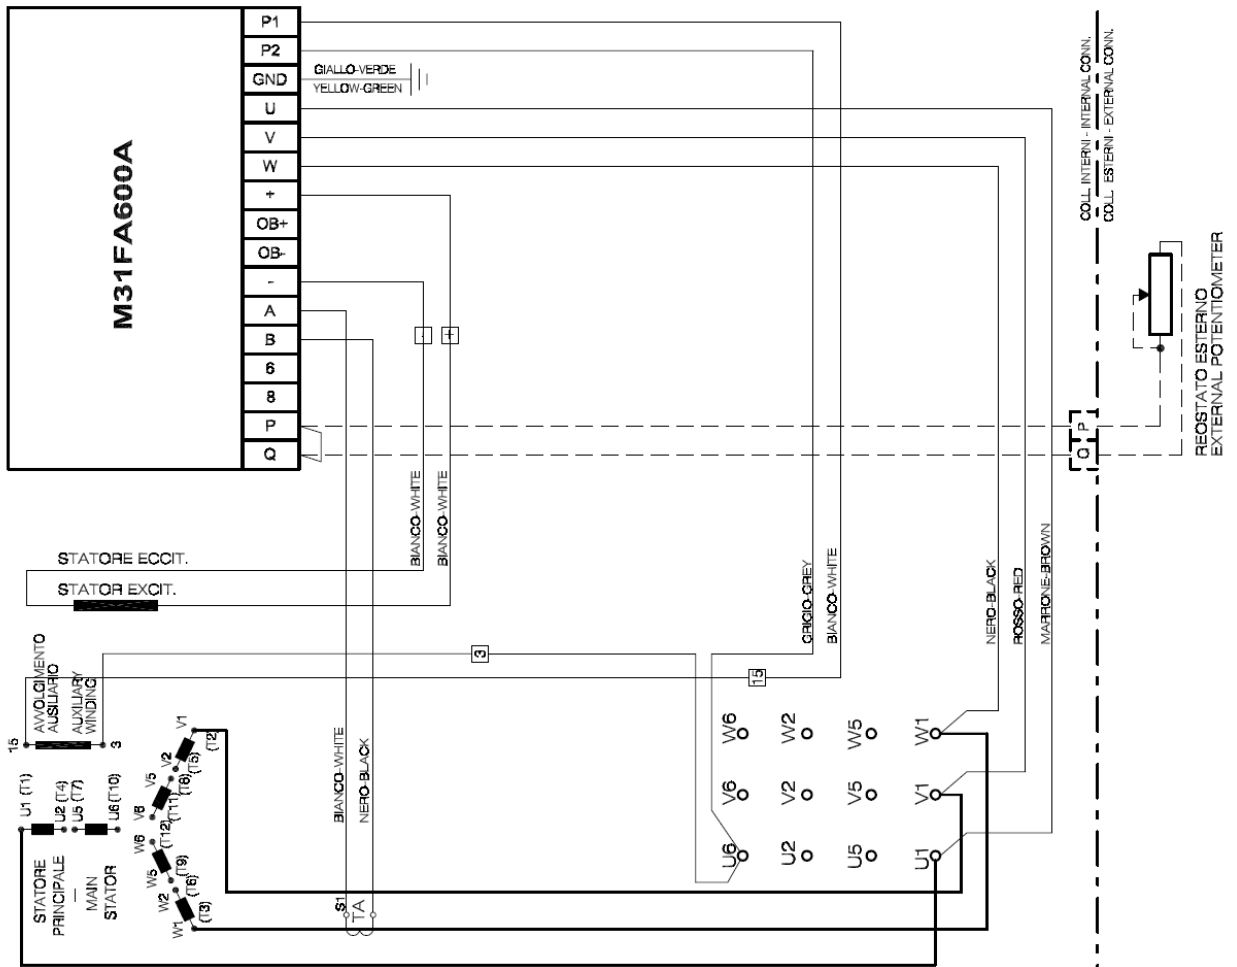 M31FA600A
P1
P2
GND
U
V
W
+
OB+
OB-
-
A
B
6
8
P
Q
GIALLO-VERDE
YELLOW-GREEN
-
+
COLL. INTERNI - INTERNAL CONN.
COLL. ESTERNI - EXTERNAL CONN.
REOSTATO ESTERNO
EXTERNAL POTENTIOMETER
P
Q
BIANCO-WHITE
BIANCO-WHITE
STATORE ECCIT.
STATOR EXCIT.
GRIGIO-GREY
BIANCO-WHITE
NERO-BLACK
ROSSO-RED
MARRONE-BROWN
3
15
AVVOLGIMENTO
AUSILIARIO
AUXILIARY
WINDING
15
3
U1 (T1)
U2 (T4)
U5 (T7)
U6 (T10)
V1
(T2)
V2
(T5)
V5
(T8)
V6
(T11)
W6
(T12)
W5
(T9)
W2
(T6)
W1
(T3)
STATORE
PRINCIPALE
—
MAIN
STATOR
BIANCO-WHITE
NERO-BLACK
S1
TA
W6
W2
W5
W1
V6
V2
V5
V1
U6
U2
U5
U1